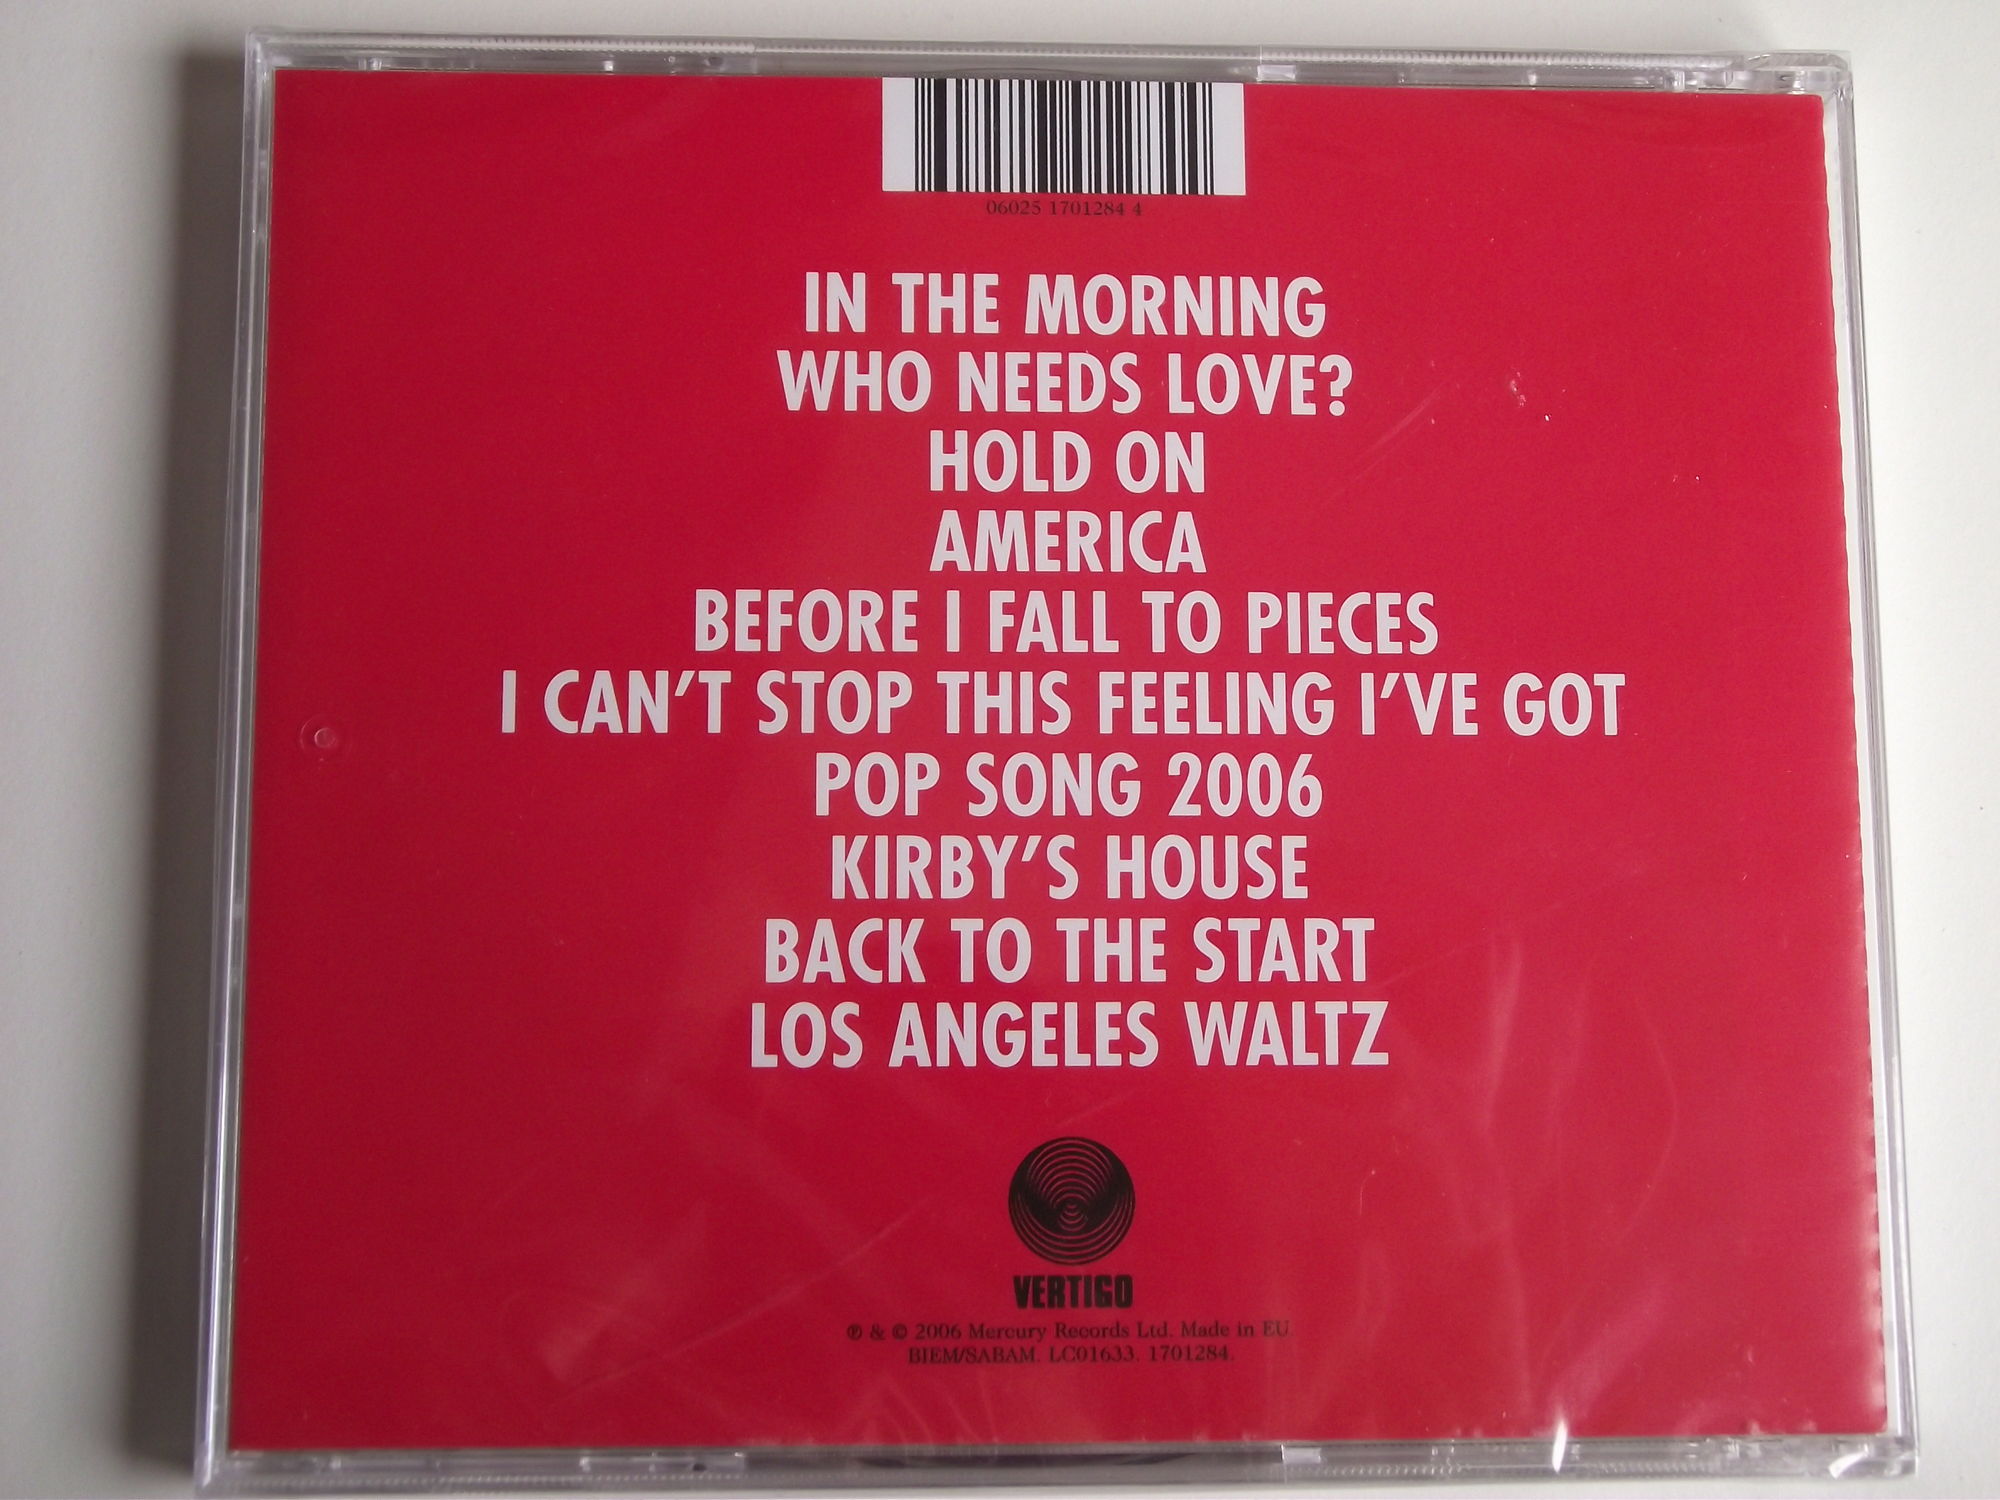 06025 1701284 4
IN THE MORNING
WHO NEEDS LOVE?
HOLD ON
AMERICA
BEFORE I FALL TO PIECES
I CAN'T STOP THIS FEELING I'VE GOT
POP SONG 2006
KIRBY'S HOUSE
BACK TO THE START
LOS ANGELES WALTZ
VERTIGO
℗ & © 2006 Mercury Records Ltd. Made in EU.
BIEM/SABAM. LC01633. 1701284.